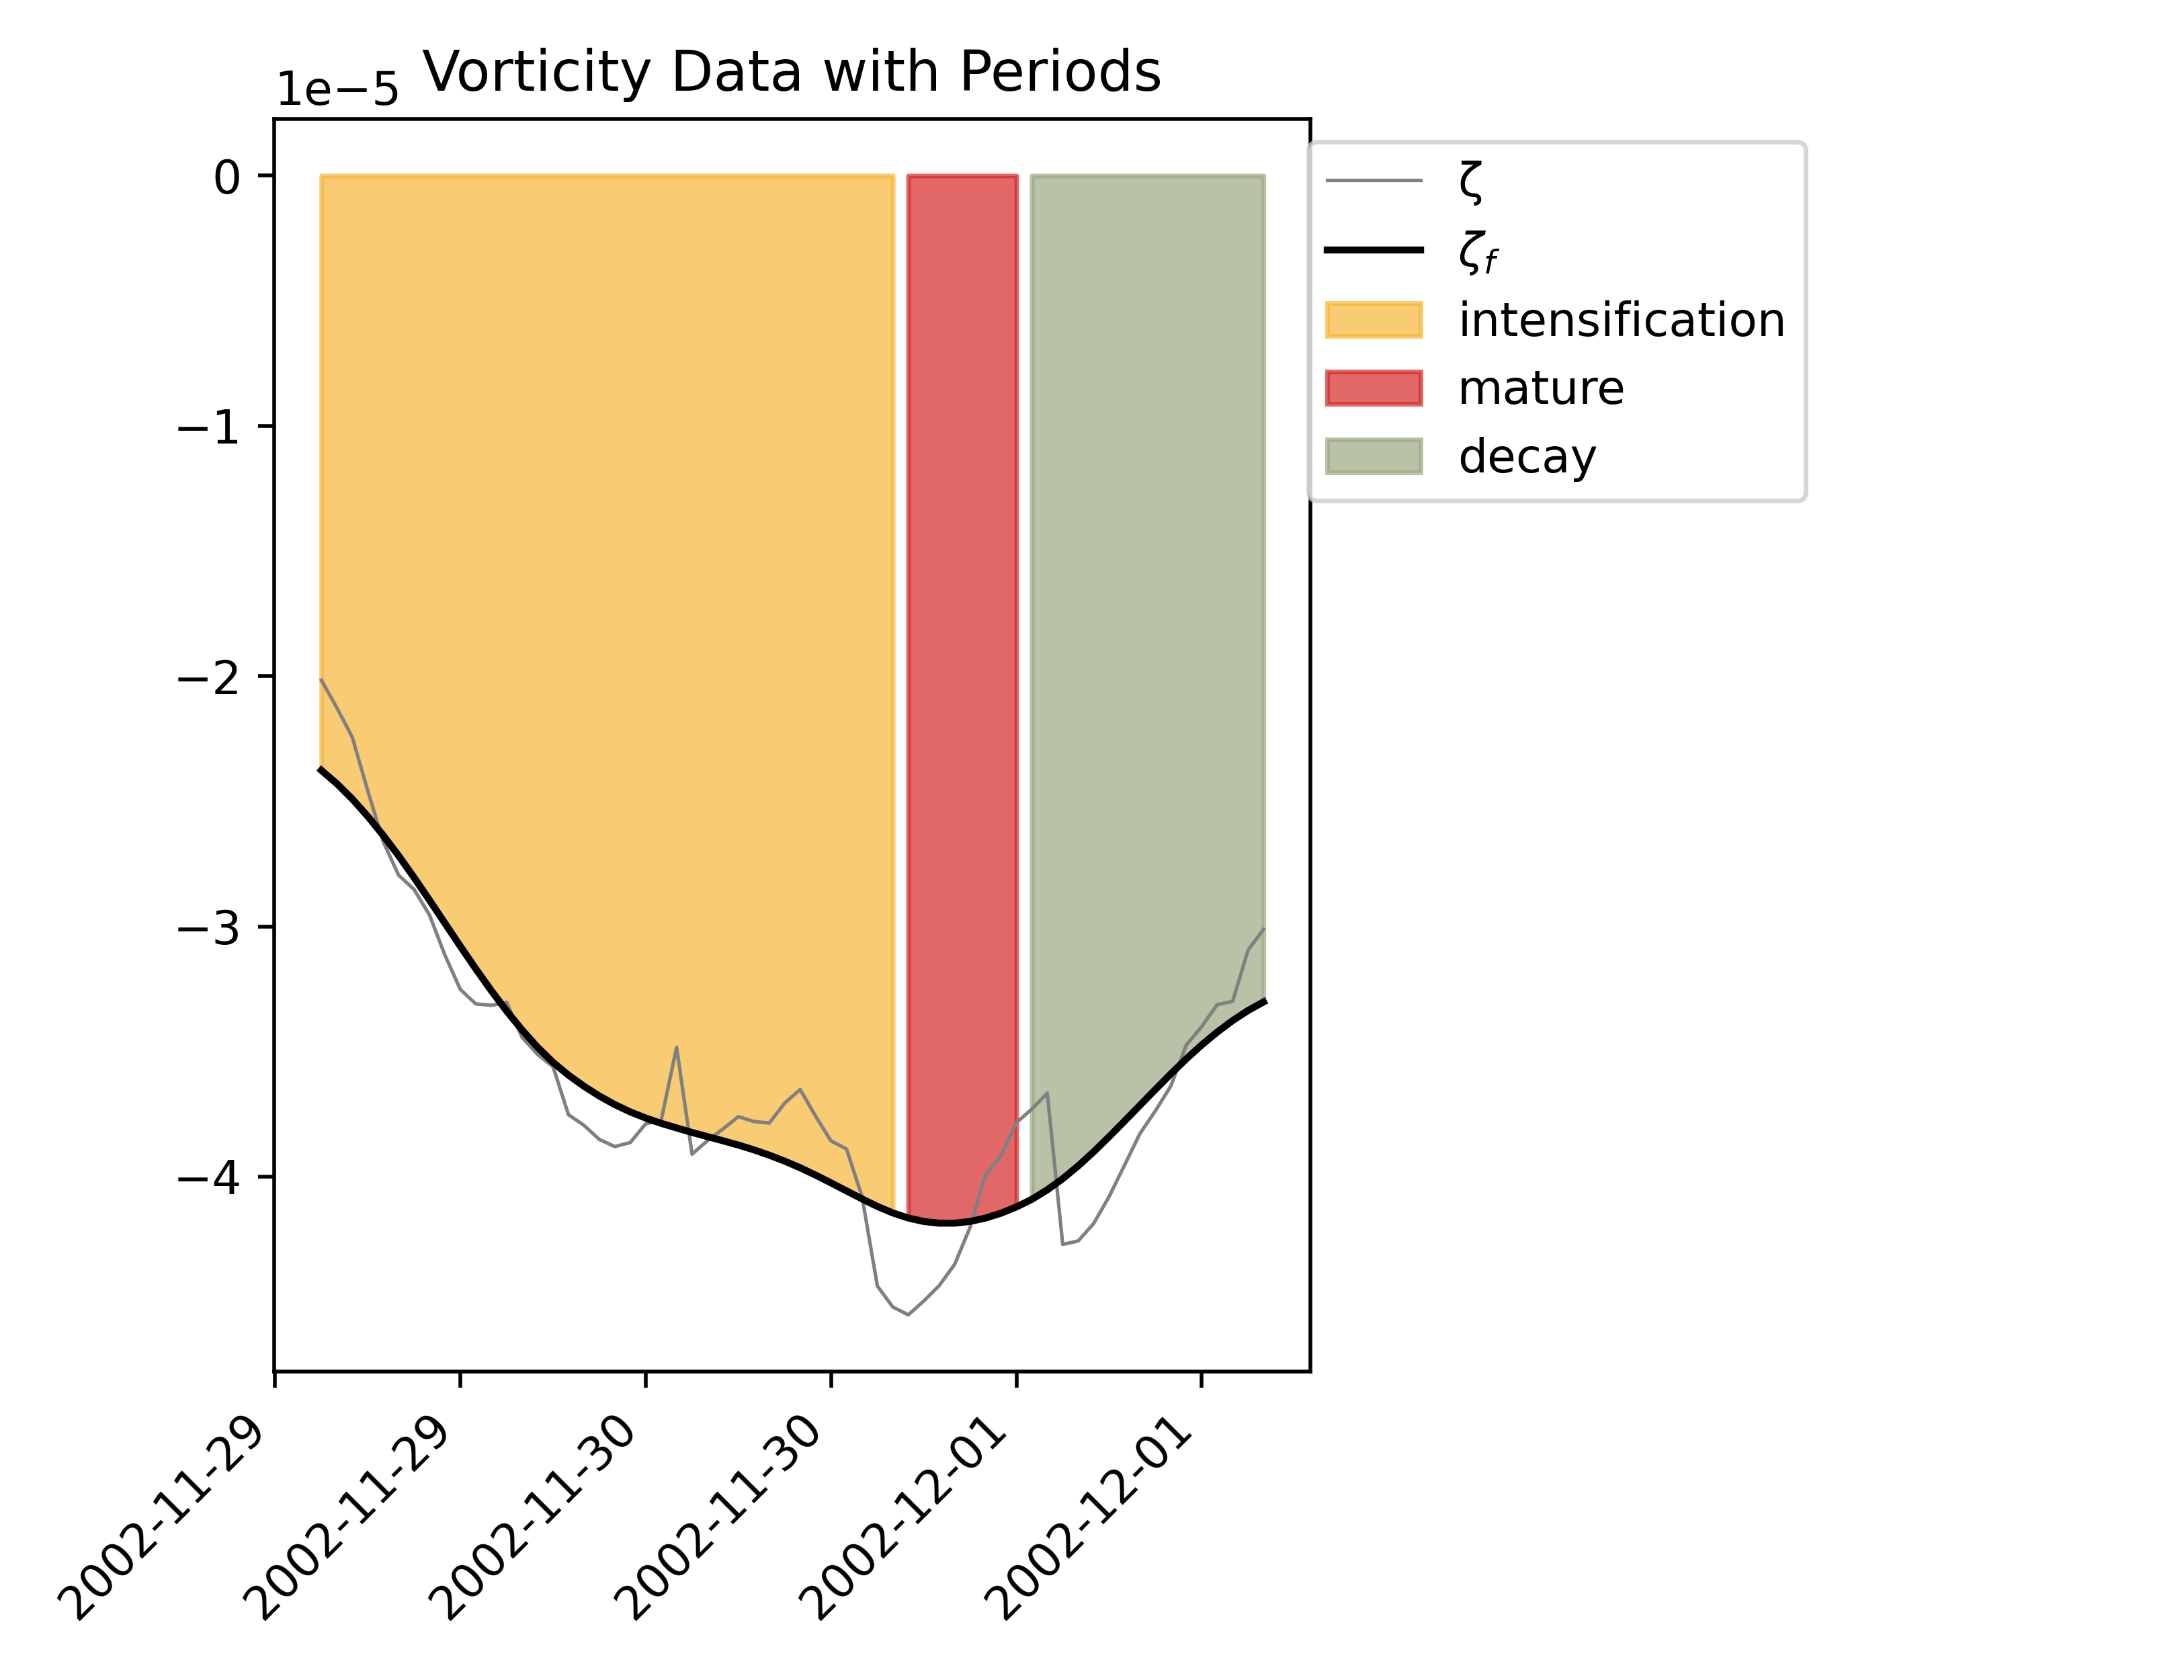 Vorticity Data with Periods
1e−5
0
−1
−2
−3
−4
2002-11-29
2002-11-29
2002-11-30
2002-11-30
2002-12-01
2002-12-01
ζ
ζf
intensification
mature
decay